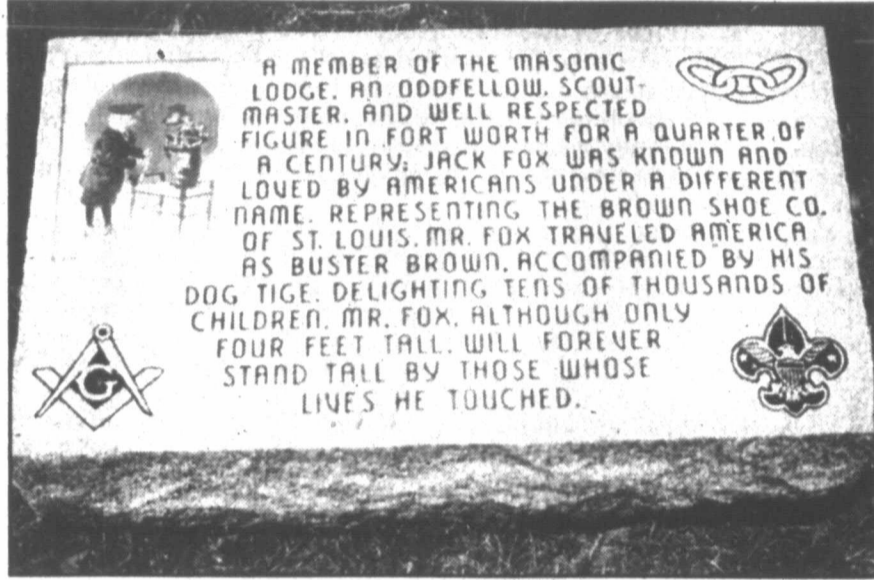 A MEMBER OF THE MASONIC
LODGE, AN ODDFELLOW, SCOUT-
MASTER, AND WELL RESPECTED
FIGURE IN FORT WORTH FOR A QUARTER OF
A CENTURY; JACK FOX WAS KNOWN AND
LOVED BY AMERICANS UNDER A DIFFERENT
NAME. REPRESENTING THE BROWN SHOE CO.
OF ST. LOUIS, MR. FOX TRAVELED AMERICA
AS BUSTER BROWN, ACCOMPANIED BY HIS
DOG TIGE, DELIGHTING TENS OF THOUSANDS OF
CHILDREN. MR. FOX, ALTHOUGH ONLY
FOUR FEET TALL, WILL FOREVER
STAND TALL BY THOSE WHOSE
LIVES HE TOUCHED.
G